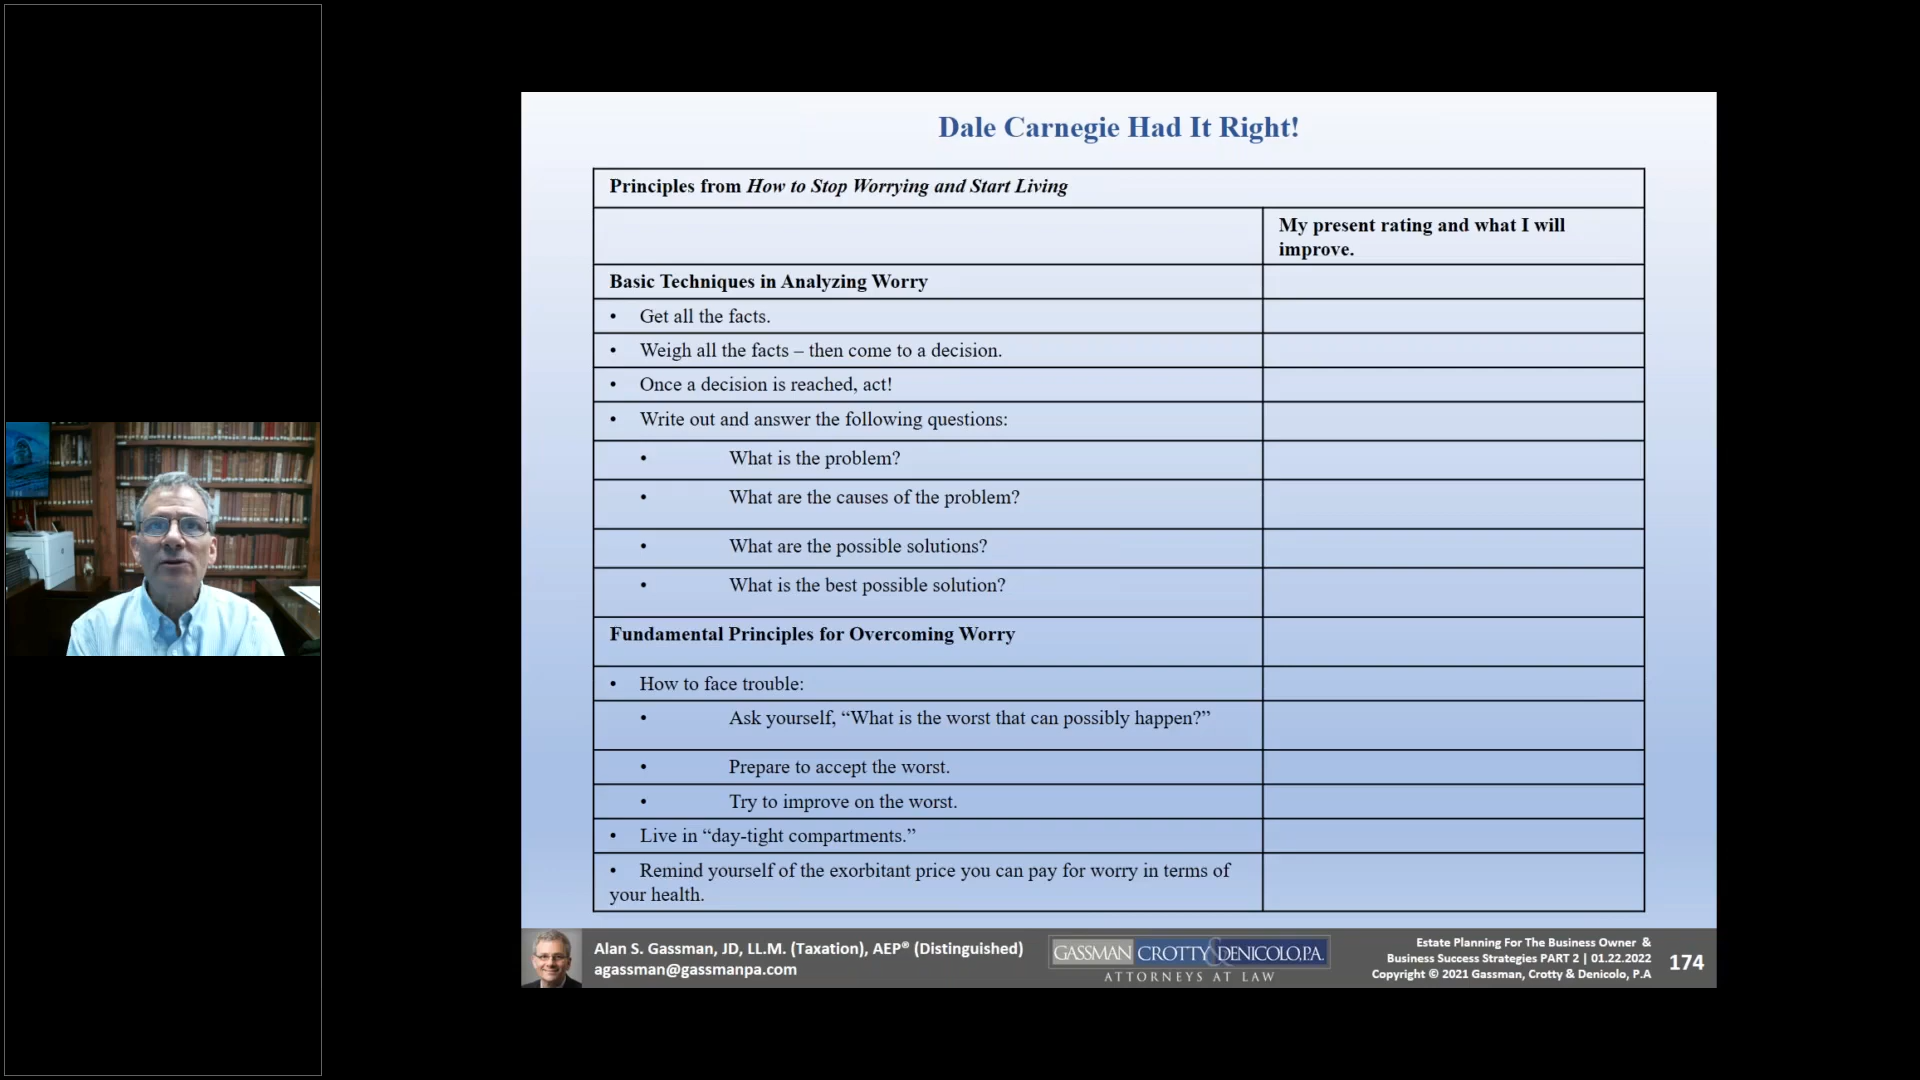 Dale Carnegie Had It Right!
Principles from How to Stop Worrying and Start Living
My present rating and what I will
improve.
Basic Techniques in Analyzing Worry
• Get all the facts.
• Weigh all the facts – then come to a decision.
• Once a decision is reached, act!
• Write out and answer the following questions:
• What is the problem?
• What are the causes of the problem?
• What are the possible solutions?
• What is the best possible solution?
Fundamental Principles for Overcoming Worry
• How to face trouble:
• Ask yourself, “What is the worst that can possibly happen?”
• Prepare to accept the worst.
• Try to improve on the worst.
• Live in “day-tight compartments.”
• Remind yourself of the exorbitant price you can pay for worry in terms of
your health.
Alan S. Gassman, JD, LL.M. (Taxation), AEP® (Distinguished)
agassman@gassmanpa.com
GASSMAN CROTTY & DENICOLO, P.A.
ATTORNEYS AT LAW
Estate Planning For The Business Owner &
Business Success Strategies PART 2 | 01.22.2022
Copyright © 2021 Gassman, Crotty & Denicolo, P.A
174